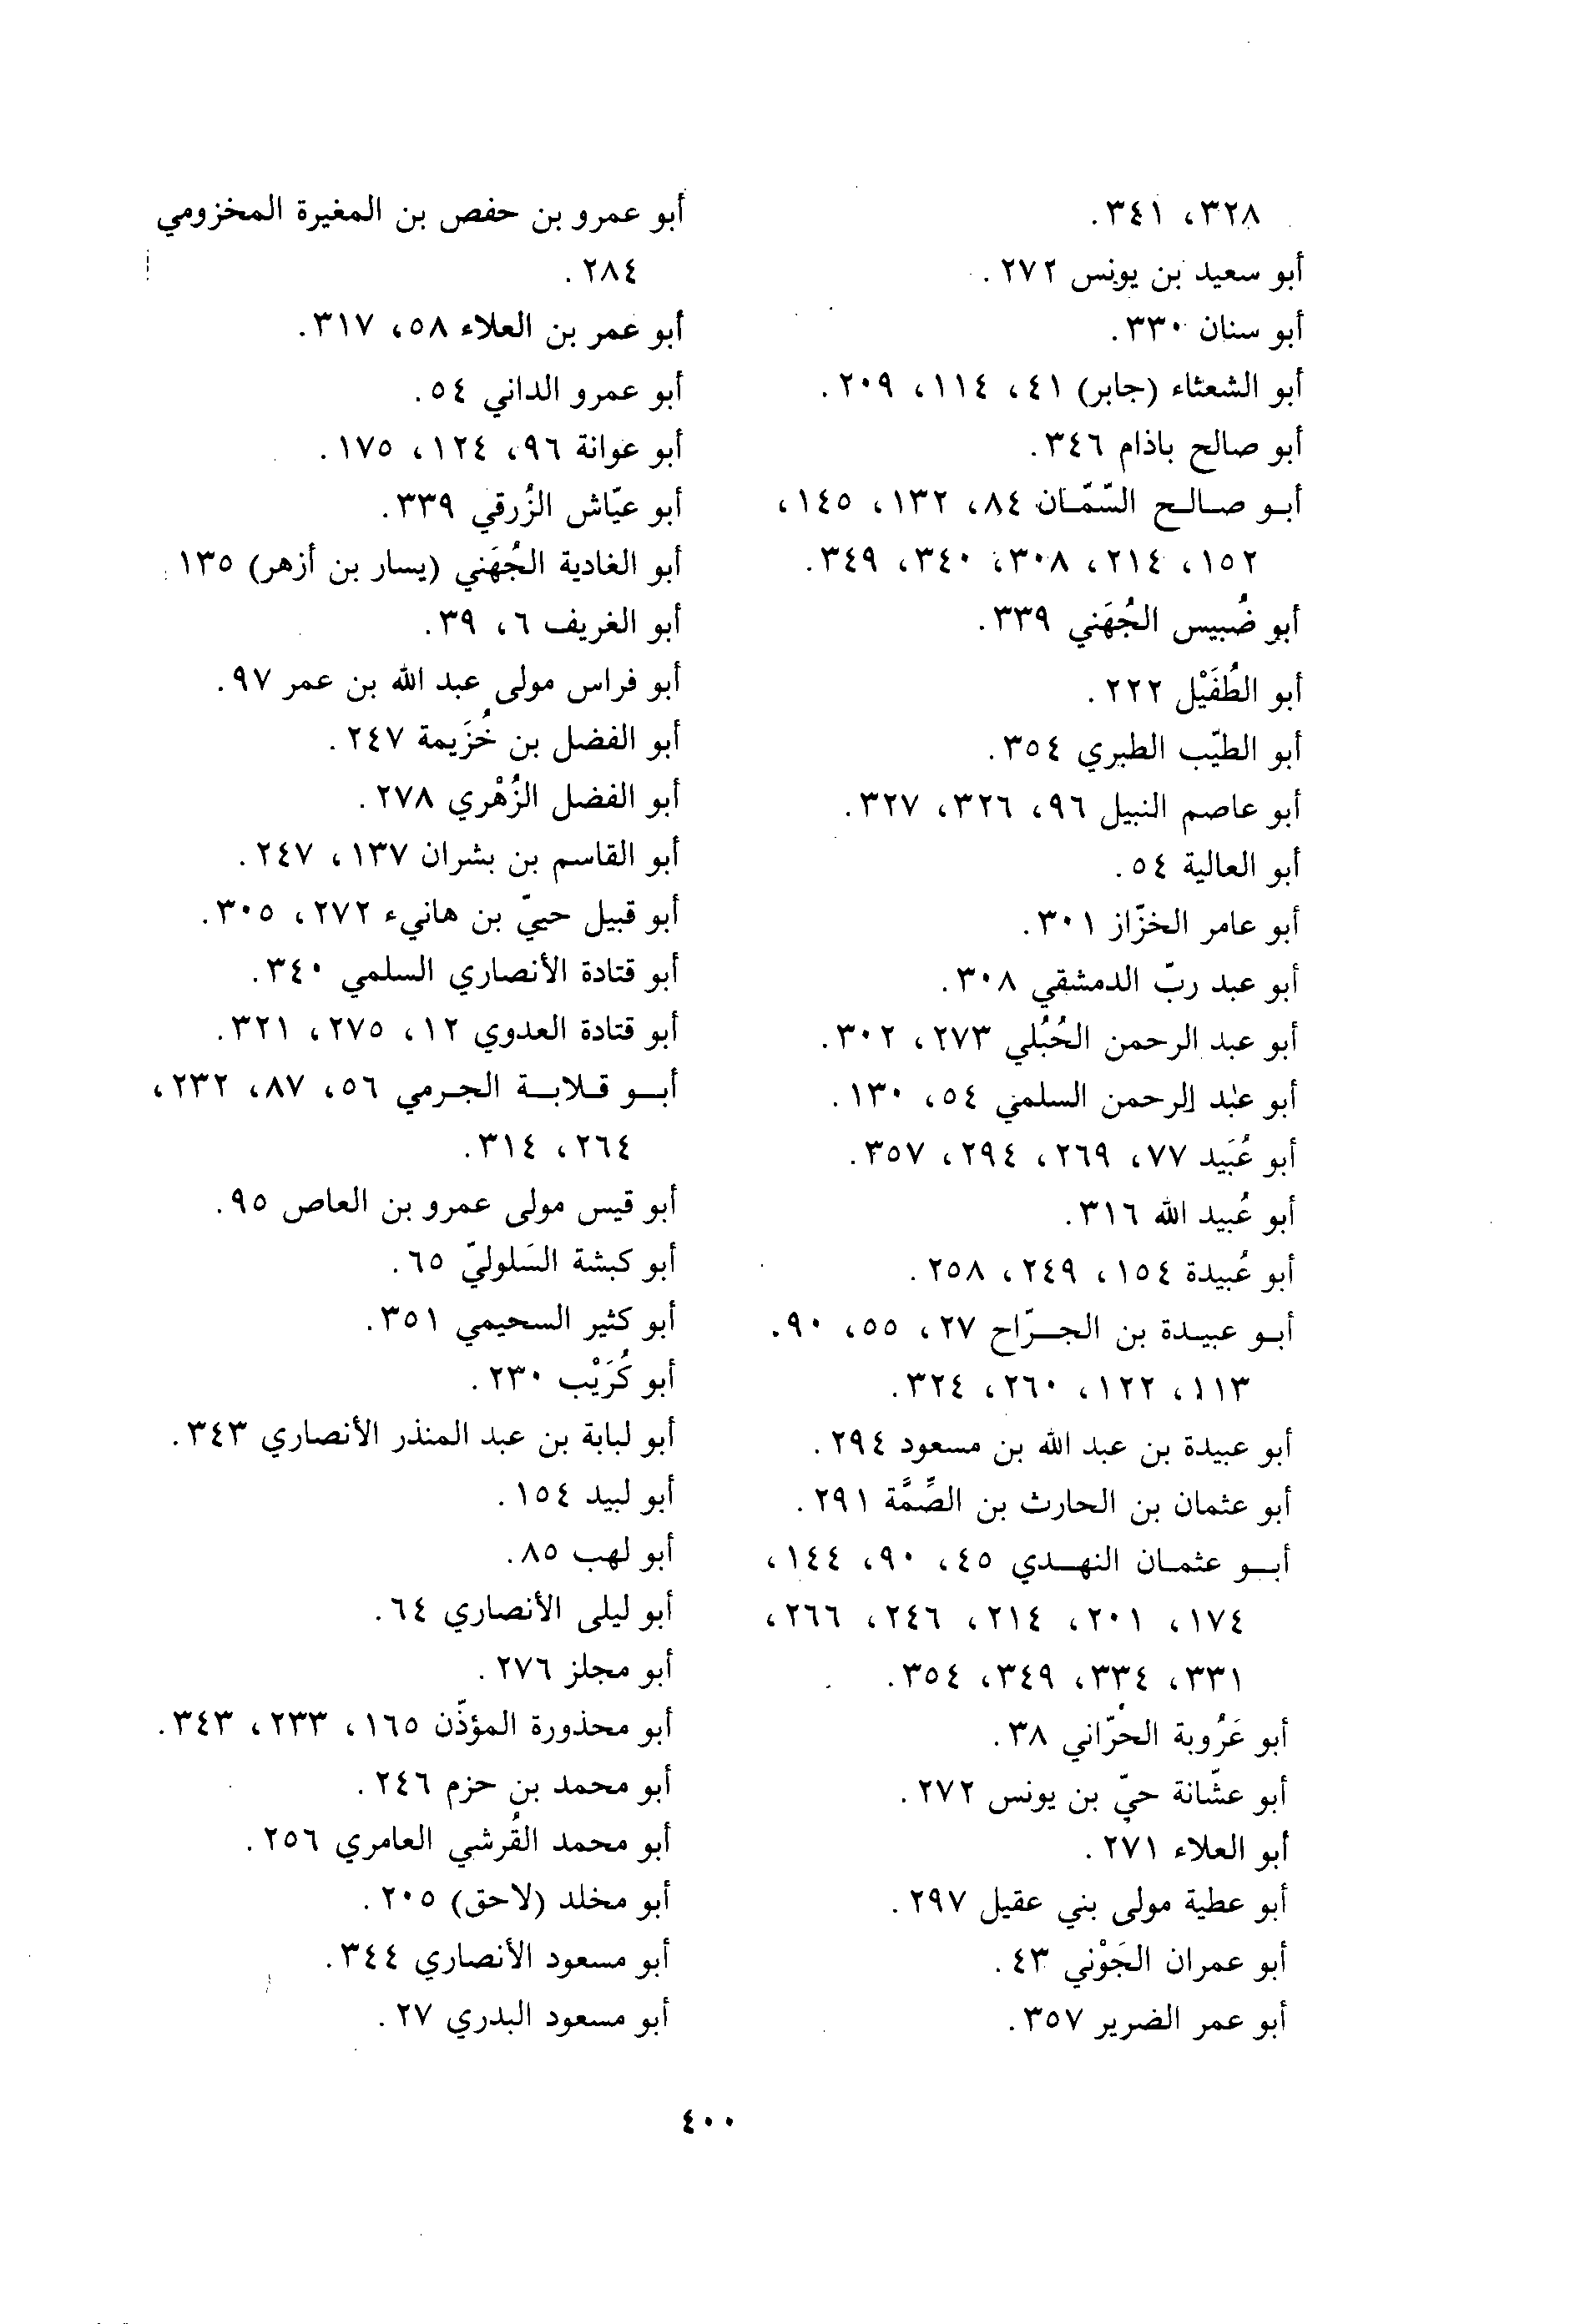 ٣٢٨، ٣٤١.
أبو سعيد بن يونس ٢٧٢.
أبو سنان ٣٣٠.
أبو الشعثاء (جابر) ٤١، ١١٤، ٢٠٩.
أبو صالح باذام ٣٤٦.
أبو صالح السّمّان ٨٤، ١٣٢، ١٤٥،
١٥٢، ٢١٤، ٣٠٨، ٣٤٠، ٣٤٩.
أبو ضُبيس الجُهَني ٣٣٩.
أبو الطُفَيْل ٢٢٢.
أبو الطيّب الطبري ٣٥٤.
أبو عاصم النبيل ٩٦، ٣٢٦، ٣٢٧.
أبو العالية ٥٤.
أبو عامر الخزّاز ٣٠١.
أبو عبد ربّ الدمشقي ٣٠٨.
أبو عبد الرحمن الحُبُلي ٢٧٣، ٣٠٢.
أبو عبد الرحمن السلمي ٥٤، ١٣٠.
أبو عُبَيد ٧٧، ٢٦٩، ٢٩٤، ٣٥٧.
أبو عُبيد الله ٣١٦.
أبو عُبيدة ١٥٤، ٢٤٩، ٢٥٨.
أبو عبيدة بن الجرّاح ٢٧، ٥٥، ٩٠،
١١٣، ١٢٢، ٢٦٠، ٣٢٤.
أبو عبيدة بن عبد الله بن مسعود ٢٩٤.
أبو عثمان بن الحارث بن الصِّمَّة ٢٩١.
أبو عثمان النهدي ٤٥، ٩٠، ١٤٤،
١٧٤، ٢٠١، ٢١٤، ٢٤٦، ٢٦٦،
٣٣١، ٣٣٤، ٣٤٩، ٣٥٤.
أبو عَرُوبة الحرّاني ٣٨.
أبو عشّانة حيّ بن يونس ٢٧٢.
أبو العلاء ٢٧١.
أبو عطية مولى بني عقيل ٢٩٧.
أبو عمران الجَوْني ٤٣.
أبو عمر الضرير ٣٥٧.
أبو عمرو بن حفص بن المغيرة المخزومي
٢٨٤.
أبو عمر بن العلاء ٥٨، ٣١٧.
أبو عمرو الداني ٥٤.
أبو عوانة ٩٦، ١٢٤، ١٧٥.
أبو عيّاش الزُرقي ٣٣٩.
أبو الغادية الجُهَني (يسار بن أزهر) ١٣٥.
أبو الغريف ٦، ٣٩.
أبو فراس مولى عبد الله بن عمر ٩٧.
أبو الفضل بن خُزَيمة ٢٤٧.
أبو الفضل الزُهْري ٢٧٨.
أبو القاسم بن بشران ١٣٧، ٢٤٧.
أبو قبيل حييّ بن هانيء ٢٧٢، ٣٠٥.
أبو قتادة الأنصاري السلمي ٣٤٠.
أبو قتادة العدوي ١٢، ٢٧٥، ٣٢١.
أبو قلابة الجرمي ٥٦، ٨٧، ٢٣٢،
٢٦٤، ٣١٤.
أبو قيس مولى عمرو بن العاص ٩٥.
أبو كبشة السَلوليّ ٦٥.
أبو كثير السحيمي ٣٥١.
أبو كُرَيْب ٢٣٠.
أبو لبابة بن عبد المنذر الأنصاري ٣٤٣.
أبو لبيد ١٥٤.
أبو لهب ٨٥.
أبو ليلى الأنصاري ٦٤.
أبو مجلز ٢٧٦.
أبو محذورة المؤذّن ١٦٥، ٢٣٣، ٣٤٣.
أبو محمد بن حزم ٢٤٦.
أبو محمد القُرشي العامري ٢٥٦.
أبو مخلد (لاحق) ٢٠٥.
أبو مسعود الأنصاري ٣٤٤.
أبو مسعود البدري ٢٧.
٤٠٠